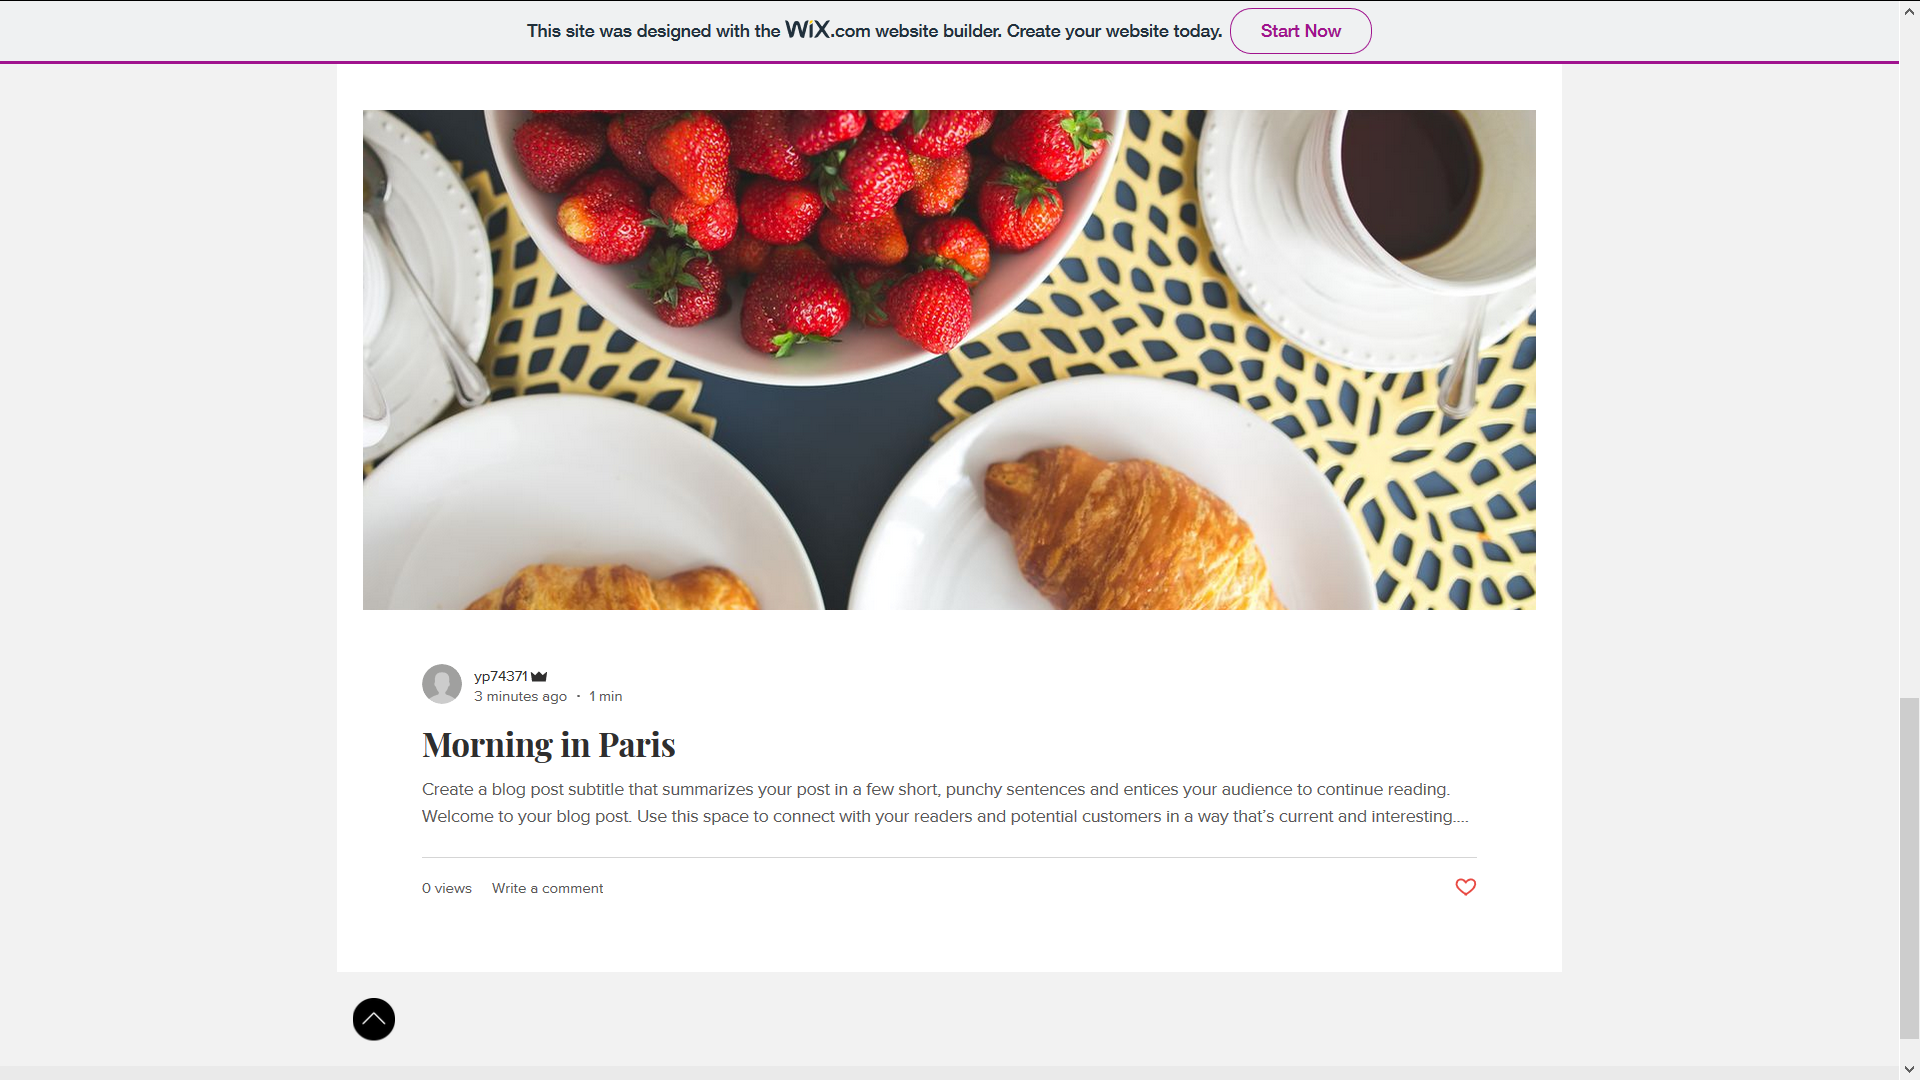 This site was designed with the WiX.com website builder. Create your website today. Start Now
yp74371
3 minutes ago · 1 min
Morning in Paris
Create a blog post subtitle that summarizes your post in a few short, punchy sentences and entices your audience to continue reading.
Welcome to your blog post. Use this space to connect with your readers and potential customers in a way that’s current and interesting....
0 views Write a comment